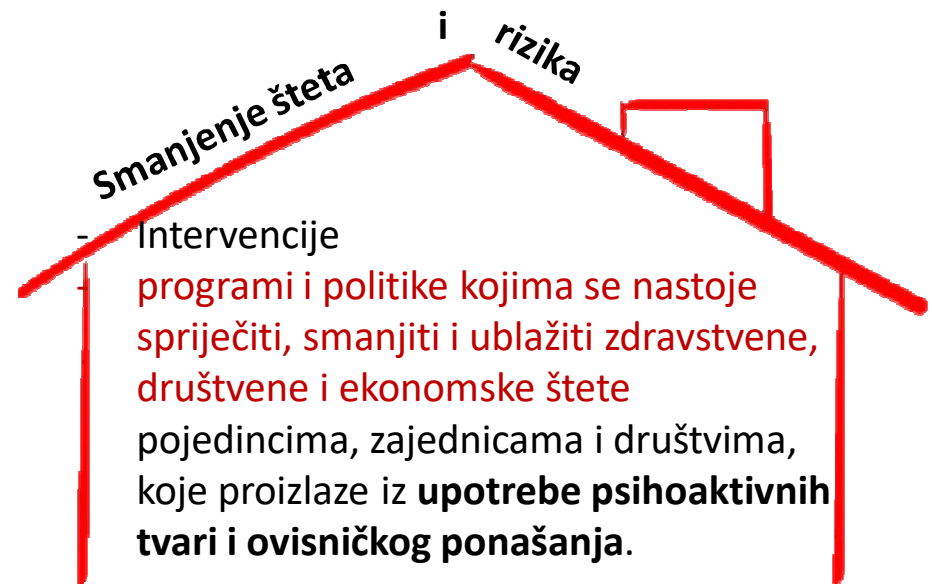 Smanjenje šteta i rizika
- Intervencije
- programi i politike kojima se nastoje
spriječiti, smanjiti i ublažiti zdravstvene,
društvene i ekonomske štete
pojedincima, zajednicama i društvima,
koje proizlaze iz upotrebe psihoaktivnih
tvari i ovisničkog ponašanja.